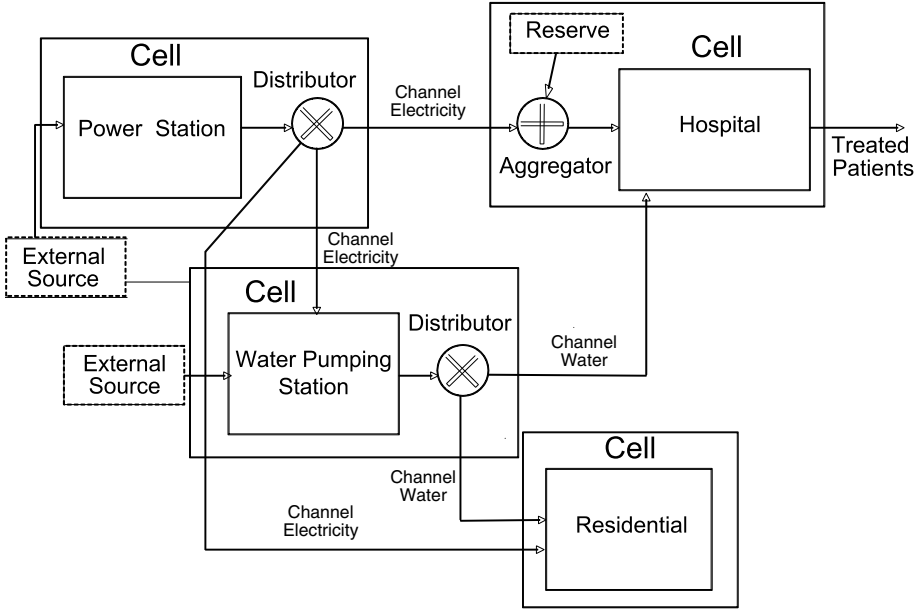 Reserve
Cell
Cell
Distributor
Channel
Electricity
Power Station
Hospital
Aggregator
Treated
Patients
External
Source
Channel
Electricity
Cell
Distributor
Channel
Water
External
Source
Water Pumping
Station
Cell
Channel
Water
Channel
Electricity
Residential